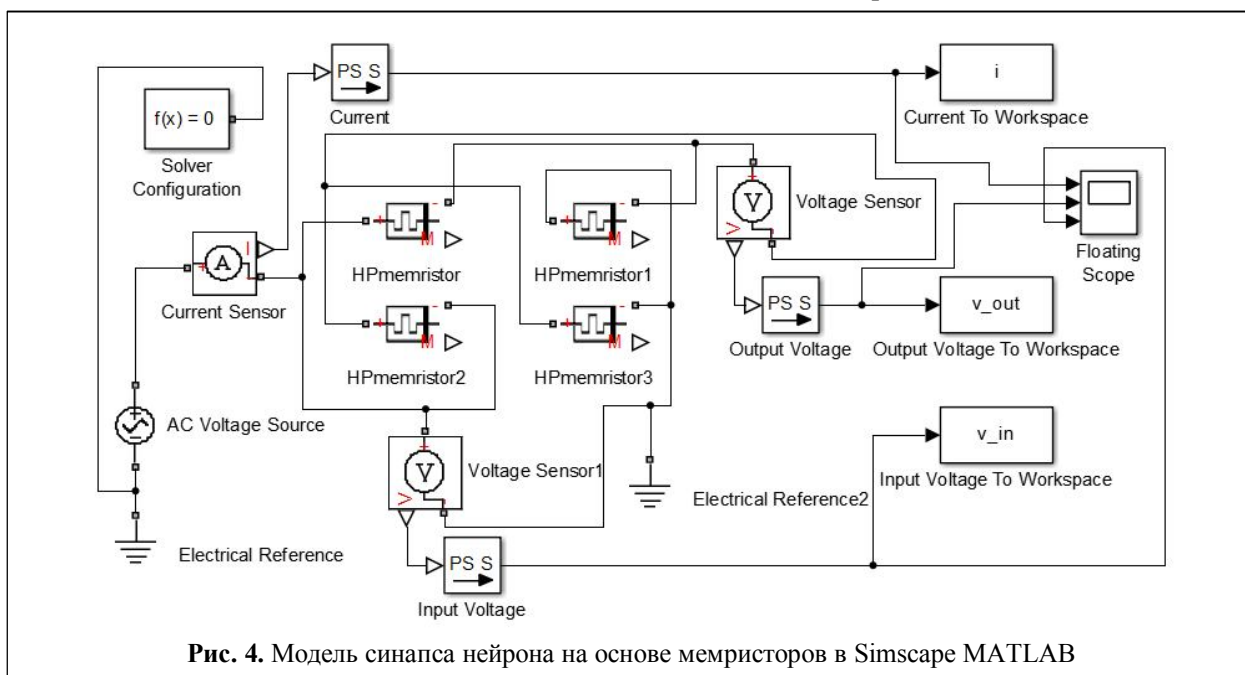 PS S
Current
i
Current To Workspace
f(x) = 0
Solver
Configuration
+
V
Voltage Sensor
V
Floating
Scope
+ - M
HPmemristor
+ - M
HPmemristor1
A
I
+
Current Sensor
PS S
Output Voltage
v_out
Output Voltage To Workspace
+ - M
HPmemristor2
+ - M
HPmemristor3
AC Voltage Source
+
V
Voltage Sensor1
V
v_in
Input Voltage To Workspace
Electrical Reference2
Electrical Reference
PS S
Input Voltage
Рис. 4. Модель синапса нейрона на основе мемристоров в Simscape MATLAB